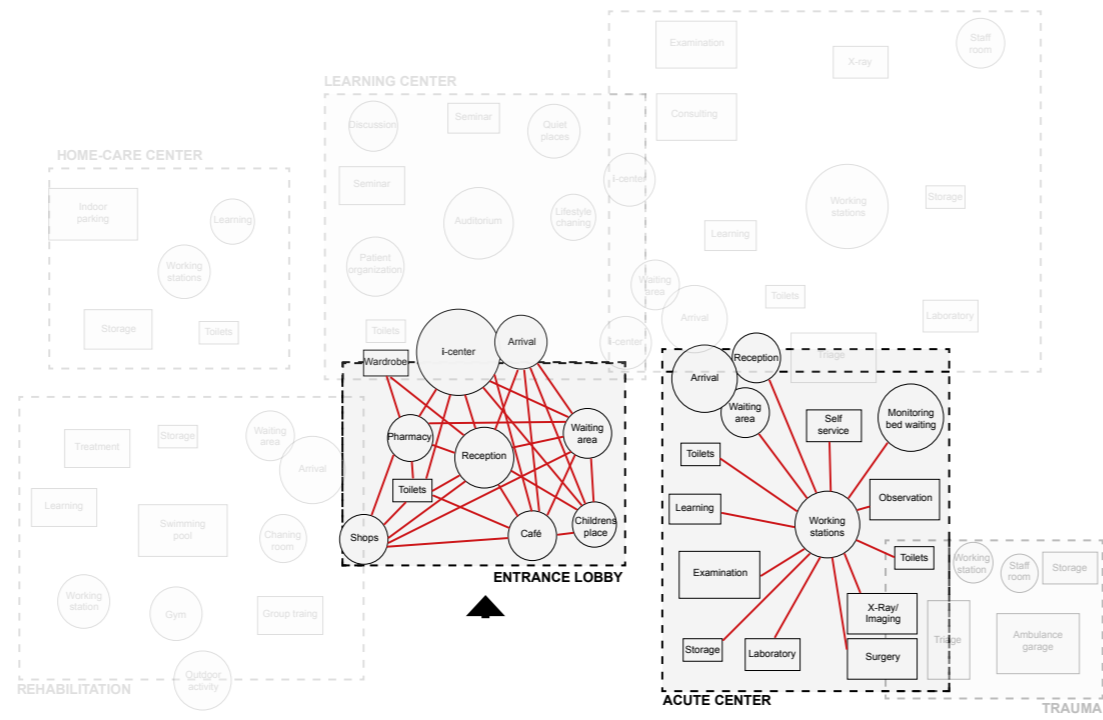 Examination
X-ray
Staff
room
Consulting
LEARNING CENTER
Discussion
Seminar
Quiet
places
Seminar
Auditorium
Lifestyle
chaning
Patient
organization
Toilets
i-center
Working
stations
Storage
Learning
Waiting
area
Toilets
Arrival
Laboratory
i-center
Triage
HOME-CARE CENTER
Indoor
parking
Learning
Working
stations
Storage
Toilets
i-center
Arrival
Wardrobe
Pharmacy
Reception
Waiting
area
Toilets
Shops
Café
Childrens
place
ENTRANCE LOBBY
Reception
Arrival
Waiting
area
Self
service
Monitoring
bed waiting
Toilets
Learning
Observation
Working
stations
Examination
Toilets
X-Ray/
Imaging
Storage
Laboratory
Surgery
ACUTE CENTER
Treatment
Storage
Waiting
area
Arrival
Learning
Swimming
pool
Chaning
room
Working
station
Gym
Group traing
Outdoor
activity
REHABILITATION
Working
station
Staff
room
Storage
Triage
Ambulance
garage
TRAUMA